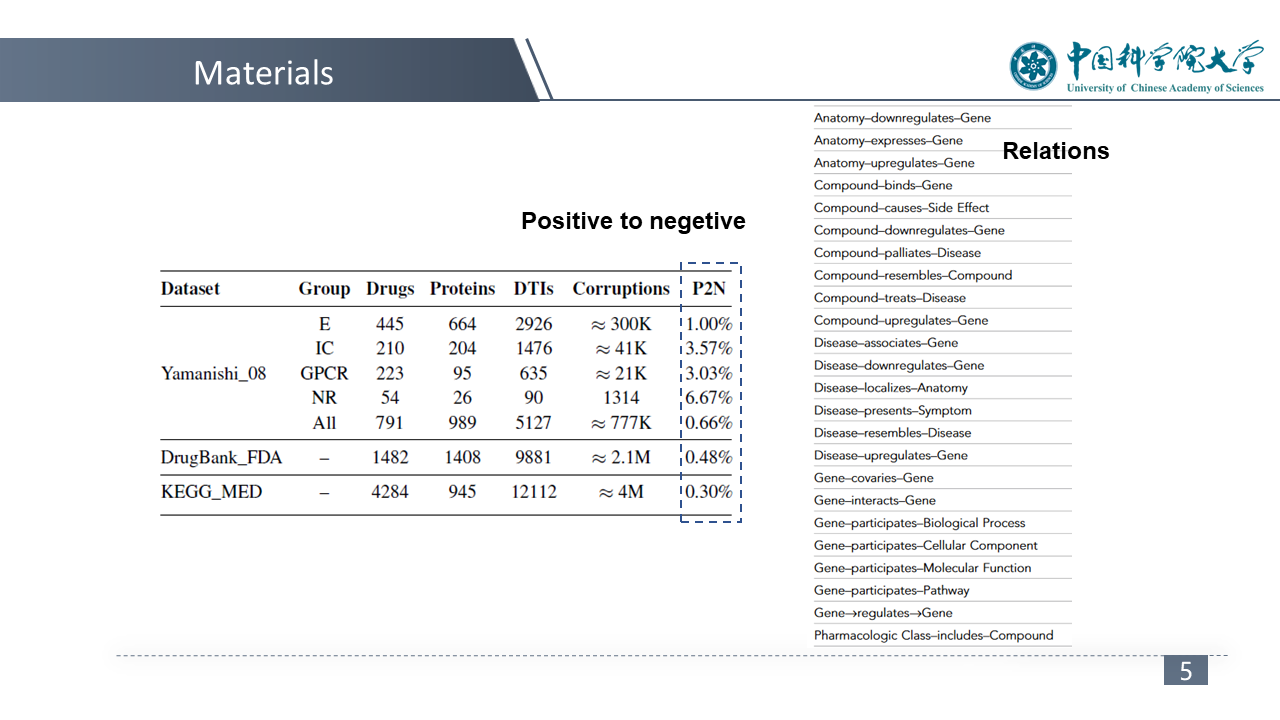 Materials
中国科学院大学
University of Chinese Academy of Sciences
Positive to negetive
Dataset Group Drugs Proteins DTIs Corruptions P2N
E 445 664 2926 ≈ 300K 1.00%
IC 210 204 1476 ≈ 41K 3.57%
Yamanishi_08 GPCR 223 95 635 ≈ 21K 3.03%
NR 54 26 90 1314 6.67%
All 791 989 5127 ≈ 777K 0.66%
DrugBank_FDA – 1482 1408 9881 ≈ 2.1M 0.48%
KEGG_MED – 4284 945 12112 ≈ 4M 0.30%
Relations
Anatomy–downregulates–Gene
Anatomy–expresses–Gene
Anatomy–upregulates–Gene
Compound–binds–Gene
Compound–causes–Side Effect
Compound–downregulates–Gene
Compound–palliates–Disease
Compound–resembles–Compound
Compound–treats–Disease
Compound–upregulates–Gene
Disease–associates–Gene
Disease–downregulates–Gene
Disease–localizes–Anatomy
Disease–presents–Symptom
Disease–resembles–Disease
Disease–upregulates–Gene
Gene–covaries–Gene
Gene–interacts–Gene
Gene–participates–Biological Process
Gene–participates–Cellular Component
Gene–participates–Molecular Function
Gene–participates–Pathway
Gene→regulates→Gene
Pharmacologic Class–includes–Compound
5